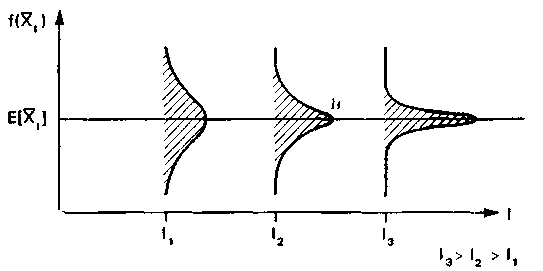 f(X̅ₜ)
E[X̅ₜ]
t
t₁ t₂ t₃
t₃ > t₂ > t₁